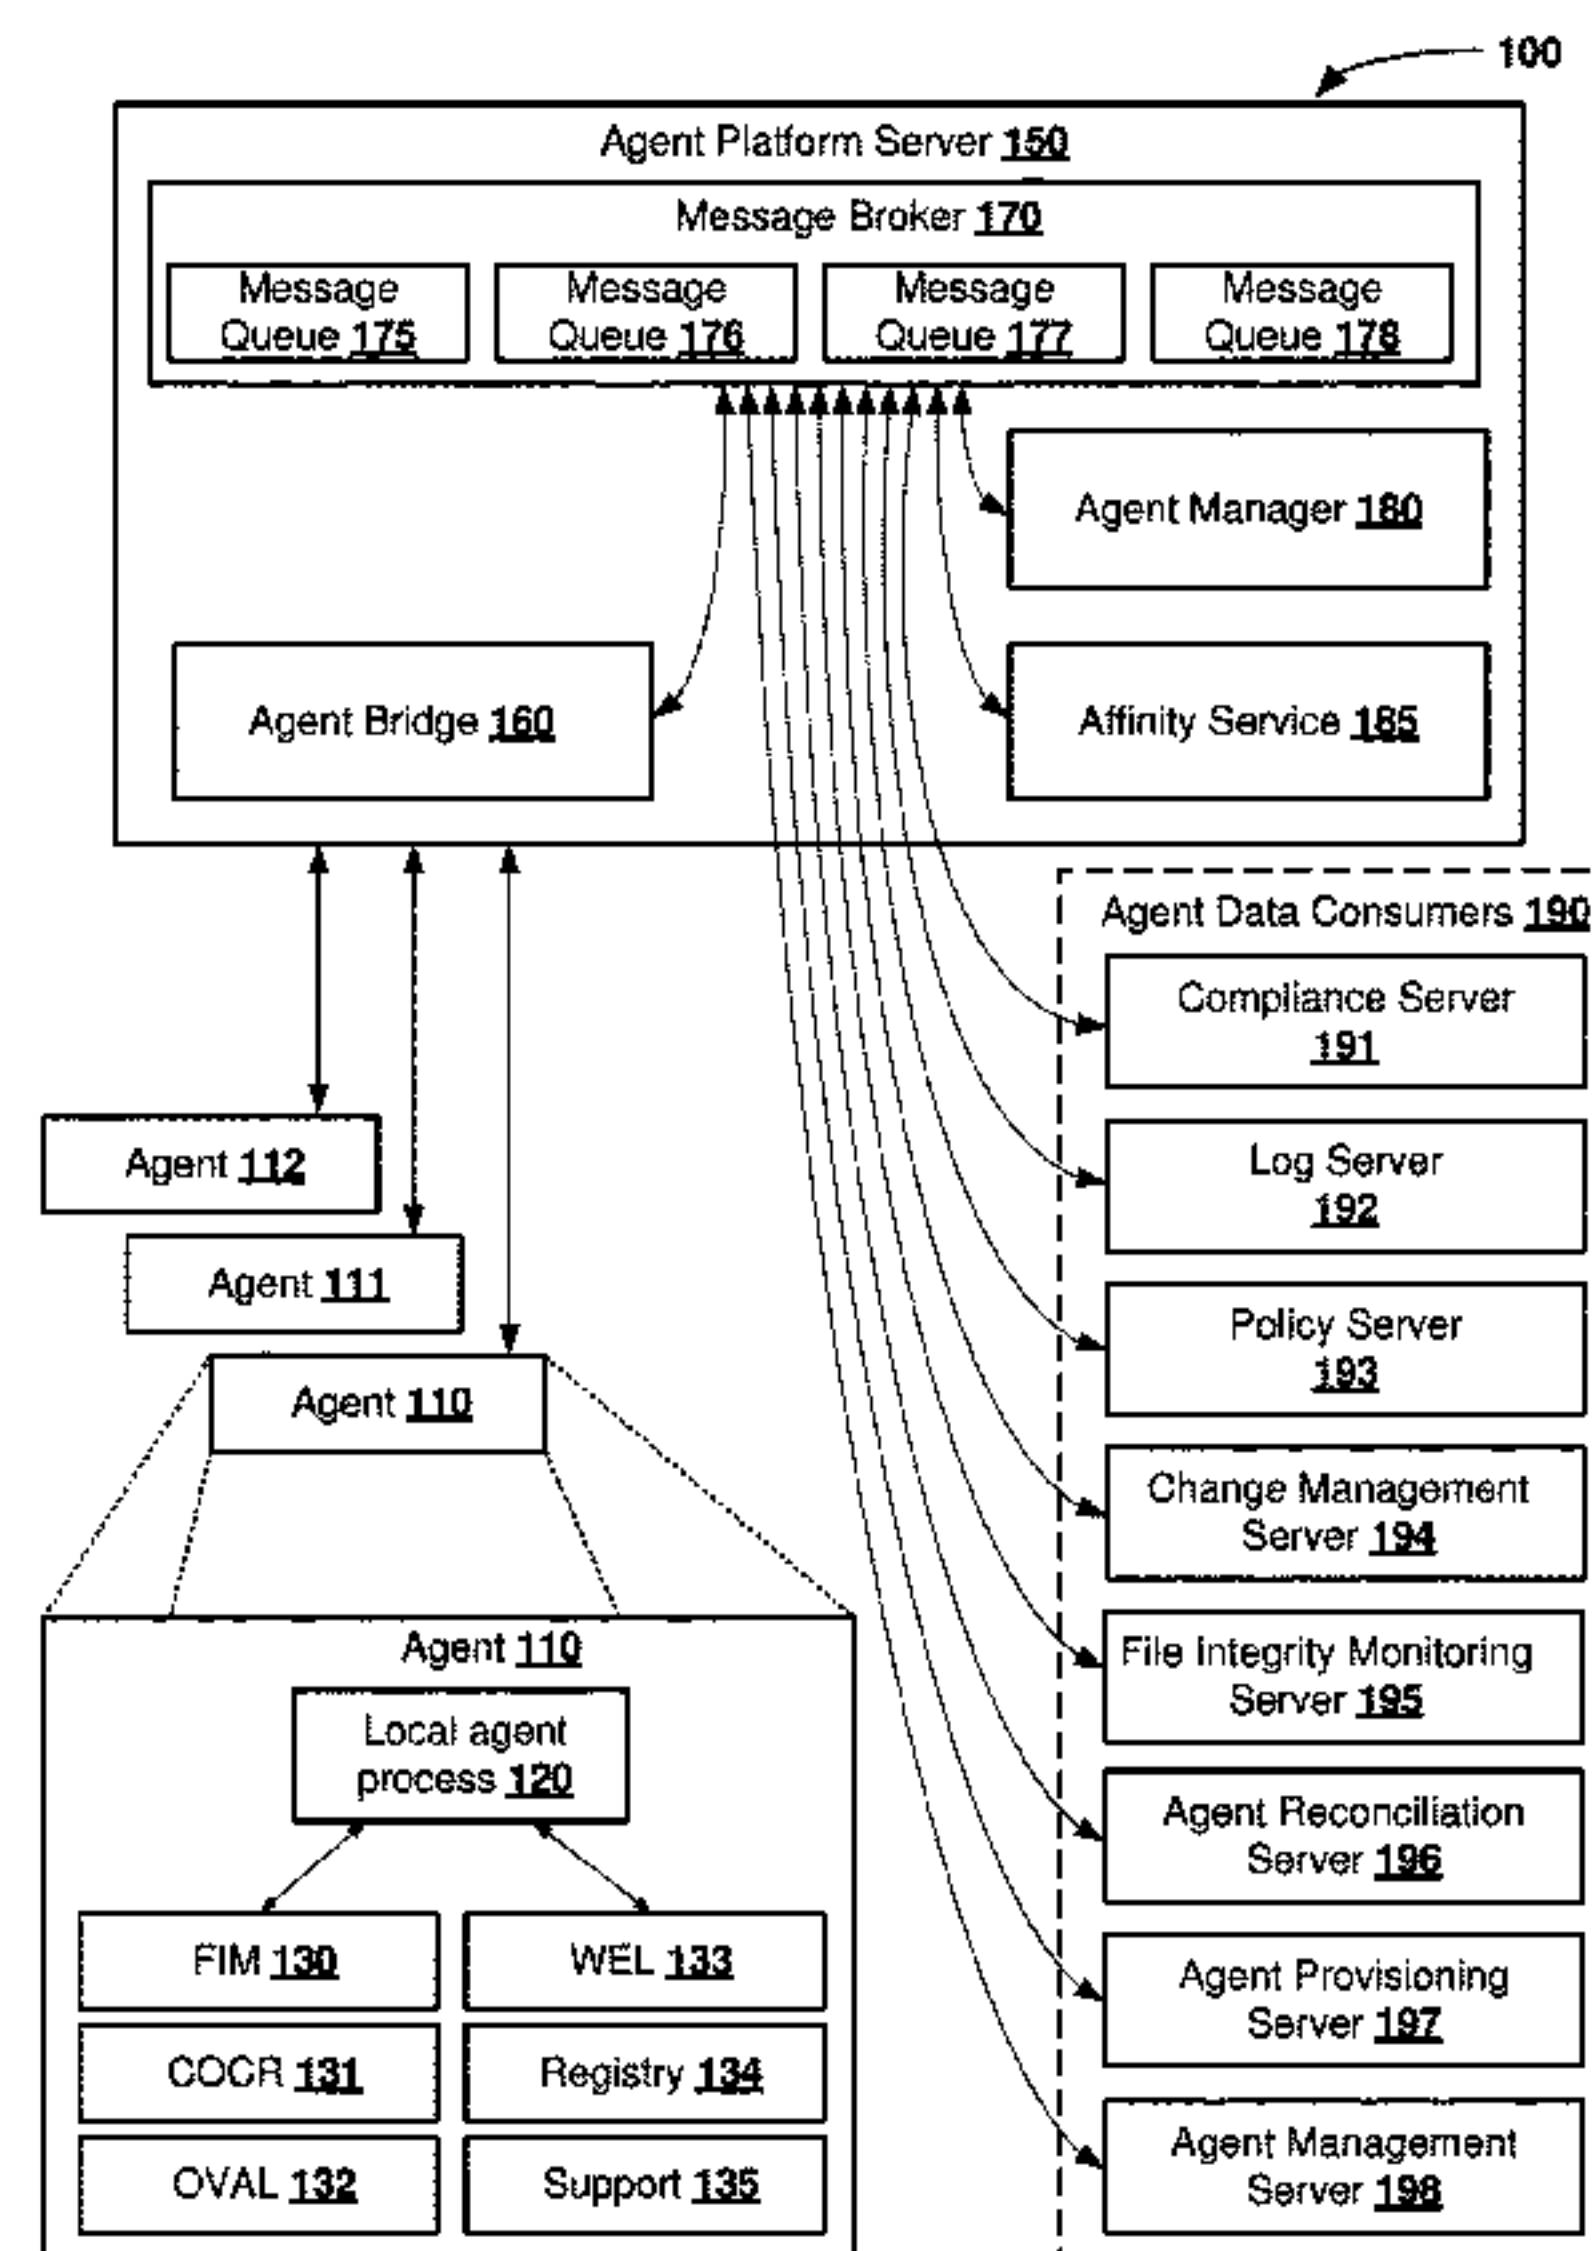 100
Agent Platform Server 150
Message Broker 170
Message
Queue 175
Message
Queue 176
Message
Queue 177
Message
Queue 178
Agent Manager 180
Agent Bridge 160
Affinity Service 185
Agent Data Consumers 190
Compliance Server
191
Log Server
192
Policy Server
193
Change Management
Server 194
File Integrity Monitoring
Server 195
Agent Reconciliation
Server 196
Agent Provisioning
Server 197
Agent Management
Server 198
Agent 112
Agent 111
Agent 110
Agent 110
Local agent
process 120
FIM 130
WEL 133
COCR 131
Registry 134
OVAL 132
Support 135